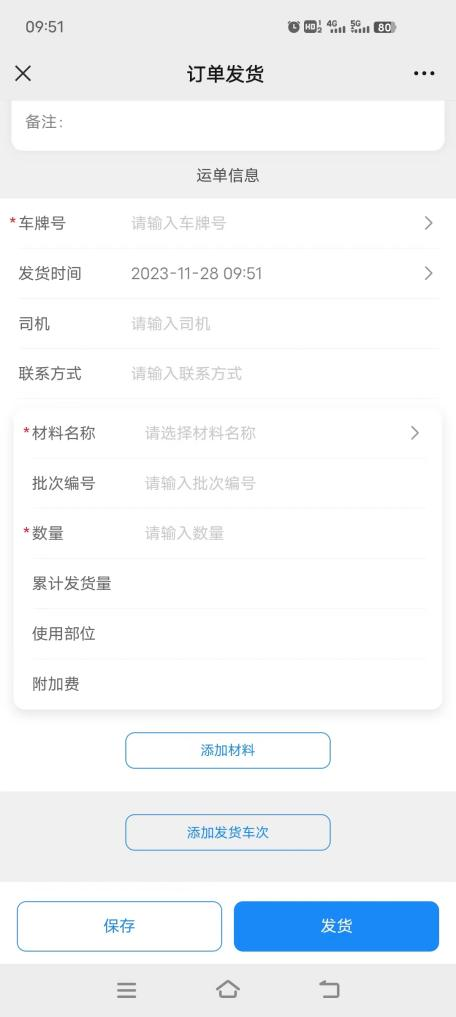 09:51
HD 1 2 4G 5G 80
订单发货
备注:
运单信息
*车牌号 请输入车牌号
发货时间 2023-11-28 09:51
司机 请输入司机
联系方式 请输入联系方式
*材料名称 请选择材料名称
批次编号 请输入批次编号
*数量 请输入数量
累计发货量
使用部位
附加费
添加材料
添加发货车次
保存 发货